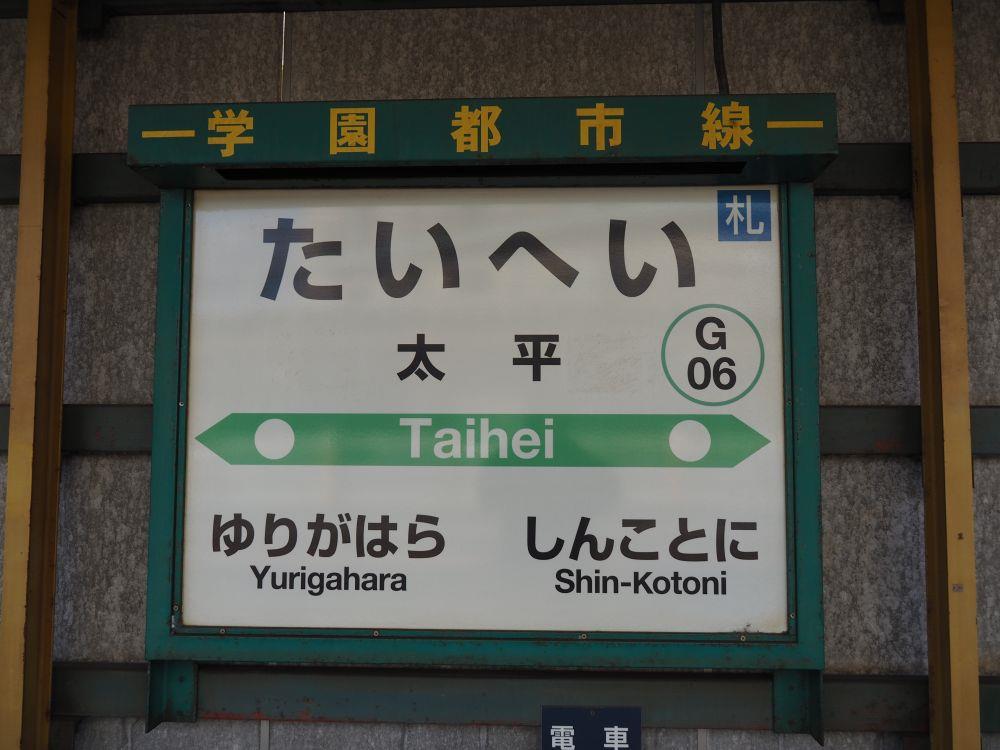 一学園都市線一
札
たいへい
太平
G
06
Taihei
ゆりがはら しんことに
Yurigahara Shin-Kotoni
電車